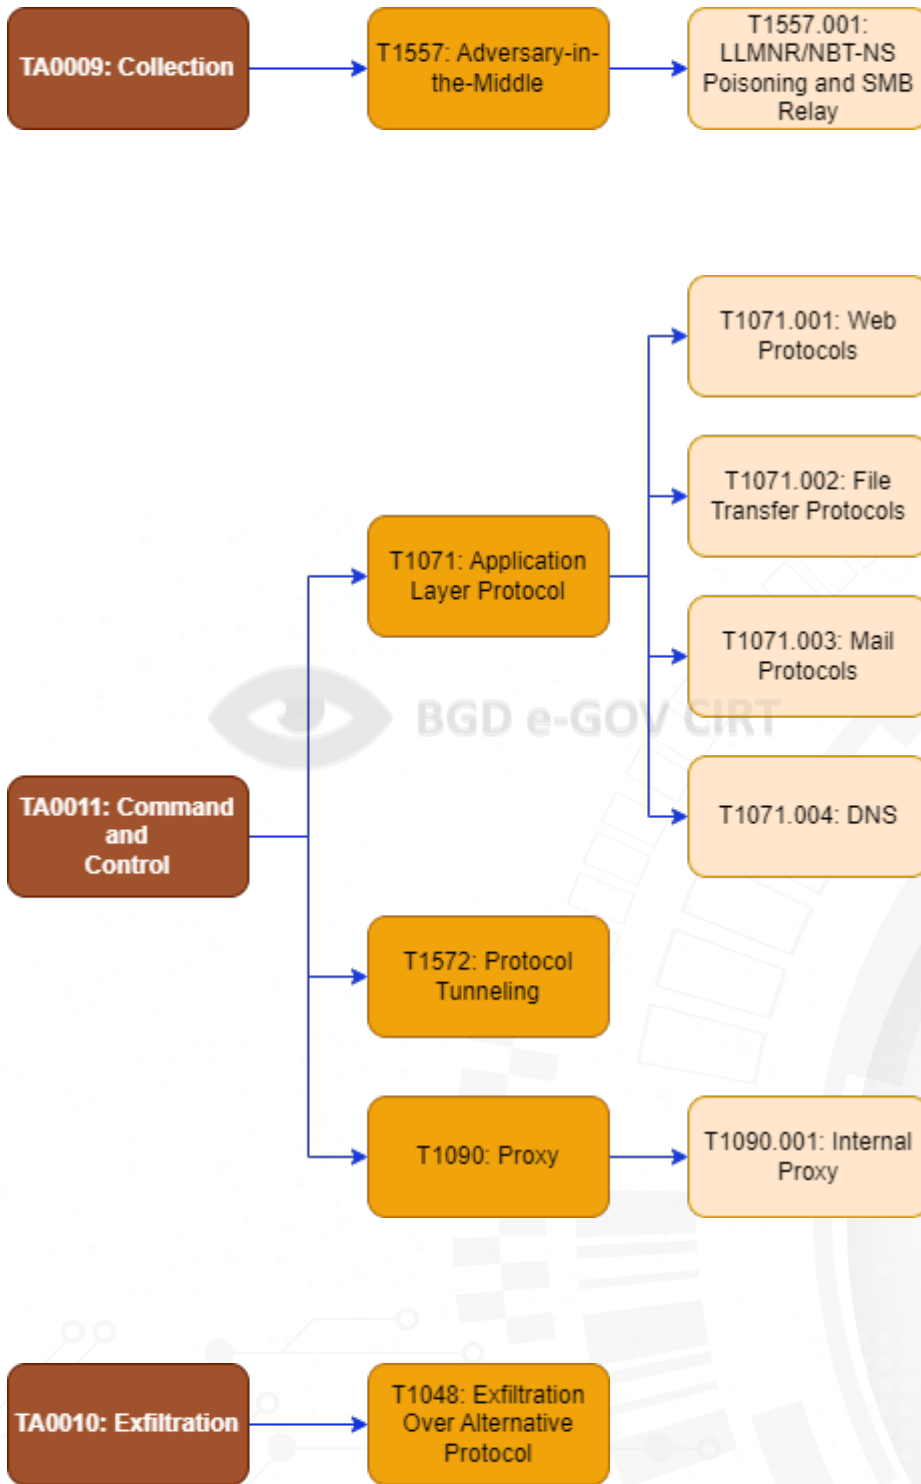 TA0009: Collection
T1557: Adversary-in-
the-Middle
T1557.001:
LLMNR/NBT-NS
Poisoning and SMB
Relay
T1071.001: Web
Protocols
T1071.002: File
Transfer Protocols
T1071: Application
Layer Protocol
T1071.003: Mail
Protocols
BGD e-GOV CIRT
TA0011: Command
and
Control
T1071.004: DNS
T1572: Protocol
Tunneling
T1090: Proxy
T1090.001: Internal
Proxy
TA0010: Exfiltration
T1048: Exfiltration
Over Alternative
Protocol